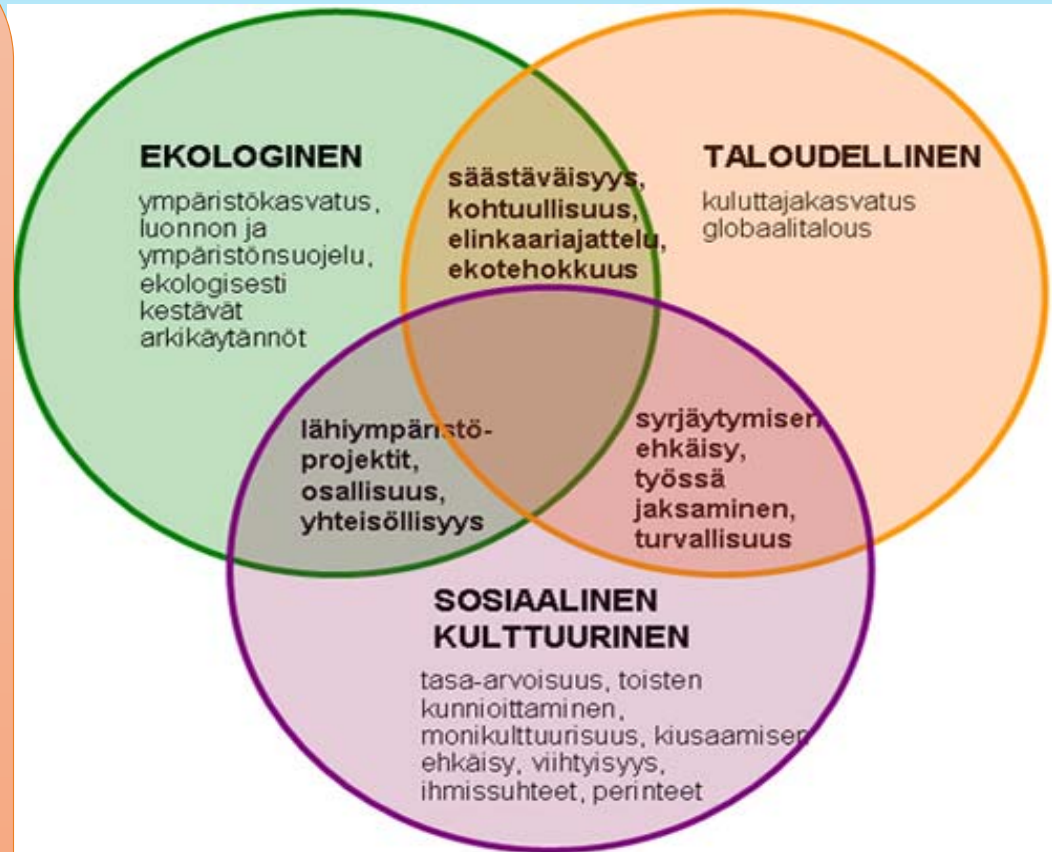 EKOLOGINEN
ympäristökasvatus,
luonnon ja
ympäristönsuojelu,
ekologisesti
kestävät
arkikäytännöt
säästäväisyys,
kohtuullisuus,
elinkaariajattelu,
ekotehokkuus
TALOUDELLINEN
kuluttajakasvatus
globaalitalous
lähiympäristö-
projektit,
osallisuus,
yhteisöllisyys
syrjäytymisen
ehkäisy,
työssä
jaksaminen,
turvallisuus
SOSIAALINEN
KULTTUURINEN
tasa-arvoisuus, toisten
kunnioittaminen,
monikulttuurisuus, kiusaamisen
ehkäisy, viihtyisyys,
ihmissuhteet, perinteet